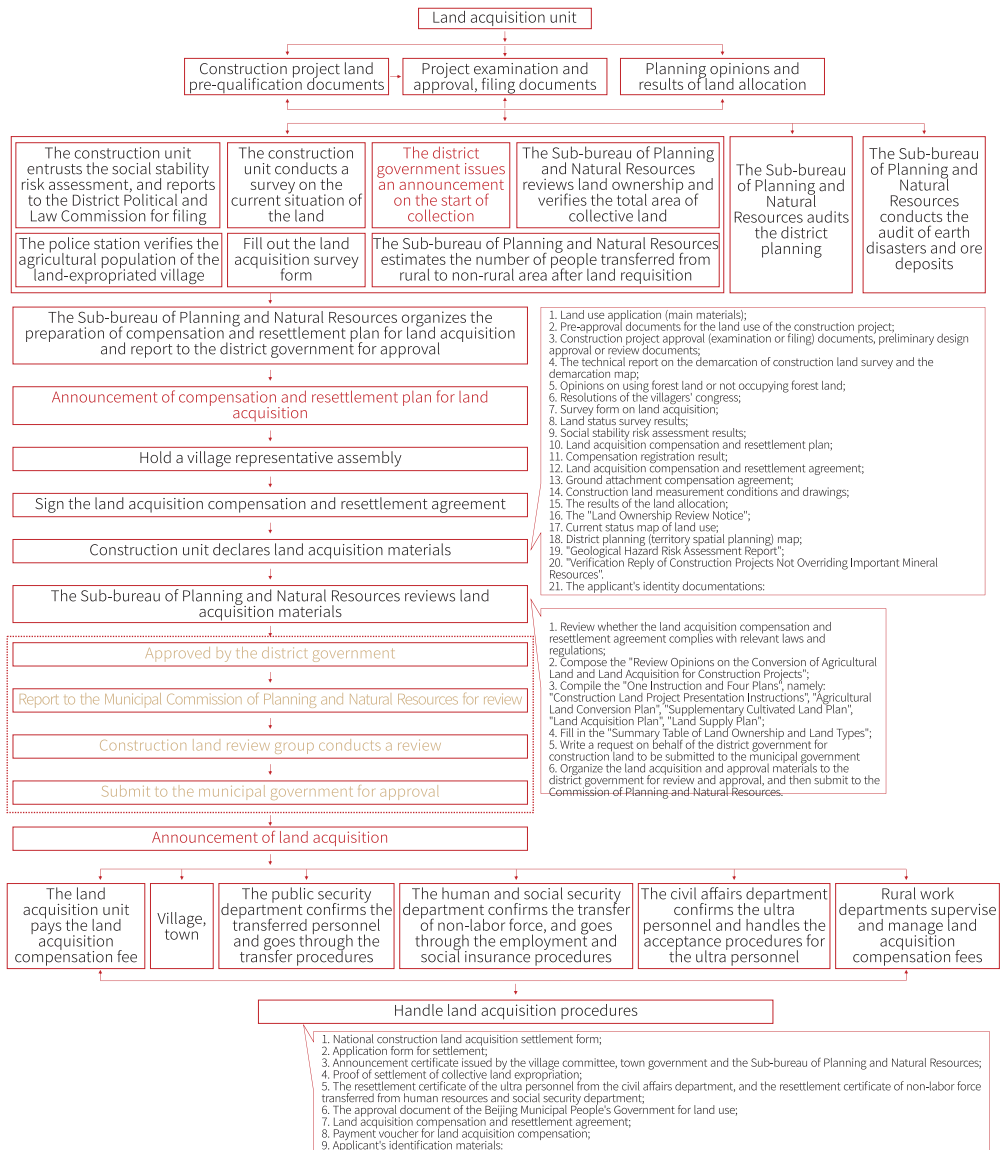 Land acquisition unit
Construction project land
pre-qualification documents
Project examination and
approval, filing documents
Planning opinions and
results of land allocation
The construction unit
entrusts the social stability
risk assessment, and reports
to the District Political and
Law Commission for filing
The construction
unit conducts a
survey on the
current situation of
the land
The district
government issues
an announcement
on the start of
collection
The Sub-bureau of Planning
and Natural Resources
reviews land ownership and
verifies the total area of
collective land
The Sub-bureau
of Planning and
Natural
Resources audits
the district
planning
The Sub-bureau
of Planning and
Natural
Resources
conducts the
audit of earth
disasters and ore
deposits
The police station verifies the
agricultural population of the
land-expropriated village
Fill out the land
acquisition survey
form
The Sub-bureau of Planning and Natural Resources
estimates the number of people transferred from
rural to non-rural area after land requisition
The Sub-bureau of Planning and Natural Resources organizes the
preparation of compensation and resettlement plan for land acquisition
and report to the district government for approval
Announcement of compensation and resettlement plan for land
acquisition
Hold a village representative assembly
Sign the land acquisition compensation and resettlement agreement
Construction unit declares land acquisition materials
1. Land use application (main materials);
2. Pre-approval documents for the land use of the construction project;
3. Construction project approval (examination or filing) documents, preliminary design
approval or review documents;
4. The technical report on the demarcation of construction land survey and the
demarcation map;
5. Opinions on using forest land or not occupying forest land;
6. Resolutions of the villagers' congress;
7. Survey form on land acquisition;
8. Land status survey results;
9. Social stability risk assessment results;
10. Land acquisition compensation and resettlement plan;
11. Compensation registration result;
12. Land acquisition compensation and resettlement agreement;
13. Ground attachment compensation agreement;
14. Construction land measurement conditions and drawings;
15. The results of the land allocation;
16. The "Land Ownership Review Notice";
17. Current status map of land use;
18. District planning (territory spatial planning) map;
19. "Geological Hazard Risk Assessment Report";
20. "Verification Reply of Construction Projects Not Overriding Important Mineral
Resources".
21. The applicant's identity documentations:
The Sub-bureau of Planning and Natural Resources reviews land
acquisition materials
1. Review whether the land acquisition compensation and
resettlement agreement complies with relevant laws and
regulations;
2. Compose the "Review Opinions on the Conversion of Agricultural
Land and Land Acquisition for Construction Projects";
3. Compile the "One Instruction and Four Plans", namely:
"Construction Land Project Presentation Instructions", "Agricultural
Land Conversion Plan", "Supplementary Cultivated Land Plan",
"Land Acquisition Plan", "Land Supply Plan";
4. Fill in the "Summary Table of Land Ownership and Land Types";
5. Write a request on behalf of the district government for
construction land to be submitted to the municipal government
6. Organize the land acquisition and approval materials to the
district government for review and approval, and then submit to the
Commission of Planning and Natural Resources.
Approved by the district government
Report to the Municipal Commission of Planning and Natural Resources for review
Construction land review group conducts a review
Submit to the municipal government for approval
Announcement of land acquisition
The land
acquisition unit
pays the land
acquisition
compensation fee
Village,
town
The public security
department confirms the
transferred personnel
and goes through the
transfer procedures
The human and social security
department confirms the transfer
of non-labor force, and goes
through the employment and
social insurance procedures
The civil affairs department
confirms the ultra
personnel and handles the
acceptance procedures for
the ultra personnel
Rural work
departments supervise
and manage land
acquisition
compensation fees
Handle land acquisition procedures
1. National construction land acquisition settlement form;
2. Application form for settlement;
3. Announcement certificate issued by the village committee, town government and the Sub-bureau of Planning and Natural Resources;
4. Proof of settlement of collective land expropriation;
5. The resettlement certificate of the ultra personnel from the civil affairs department, and the resettlement certificate of non-labor force
transferred from human resources and social security department;
6. The approval document of the Beijing Municipal People's Government for land use;
7. Land acquisition compensation and resettlement agreement;
8. Payment voucher for land acquisition compensation;
9. Applicant's identification materials: